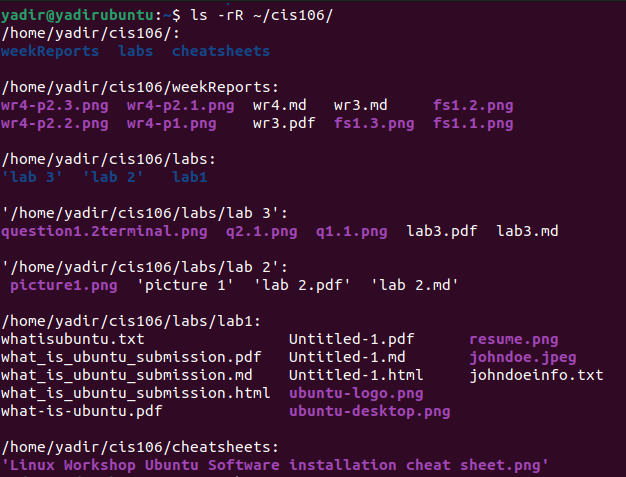 yadir@yadirubuntu:~$ ls -rR ~/cis106/
/home/yadir/cis106/:
weekReports  labs  cheatsheets

/home/yadir/cis106/weekReports:
wr4-p2.3.png  wr4-p2.1.png  wr4.md   wr3.md      fs1.2.png
wr4-p2.2.png  wr4-p1.png    wr3.pdf  fs1.3.png  fs1.1.png

/home/yadir/cis106/labs:
'lab 3'  'lab 2'   lab1

'/home/yadir/cis106/labs/lab 3':
question1.2terminal.png  q2.1.png  q1.1.png  lab3.pdf  lab3.md

'/home/yadir/cis106/labs/lab 2':
 picture1.png  'picture 1'  'lab 2.pdf'  'lab 2.md'

/home/yadir/cis106/labs/lab1:
whatisubuntu.txt                Untitled-1.pdf      resume.png
what_is_ubuntu_submission.pdf   Untitled-1.md       johndoe.jpeg
what_is_ubuntu_submission.md    Untitled-1.html     johndoeinfo.txt
what_is_ubuntu_submission.html  ubuntu-logo.png
what-is-ubuntu.pdf              ubuntu-desktop.png

/home/yadir/cis106/cheatsheets:
'Linux Workshop Ubuntu Software installation cheat sheet.png'